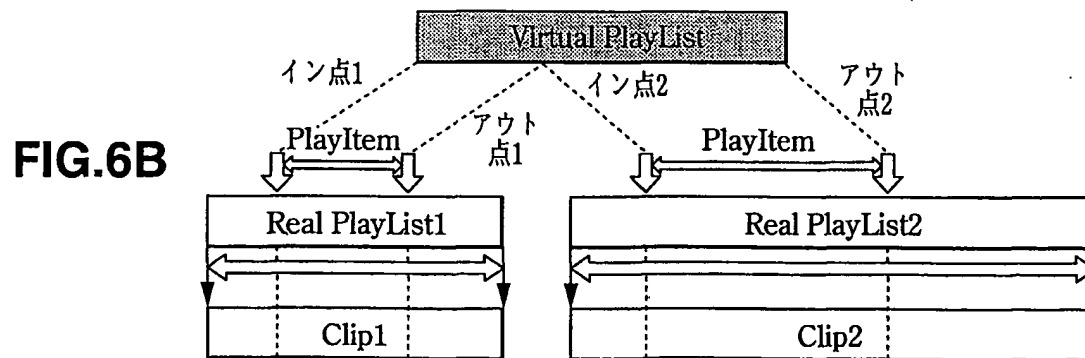 Virtual PlayList
イン点1
イン点2
アウト
点2
アウト
点1
PlayItem
PlayItem
FIG.6B
Real PlayList1
Real PlayList2
Clip1
Clip2